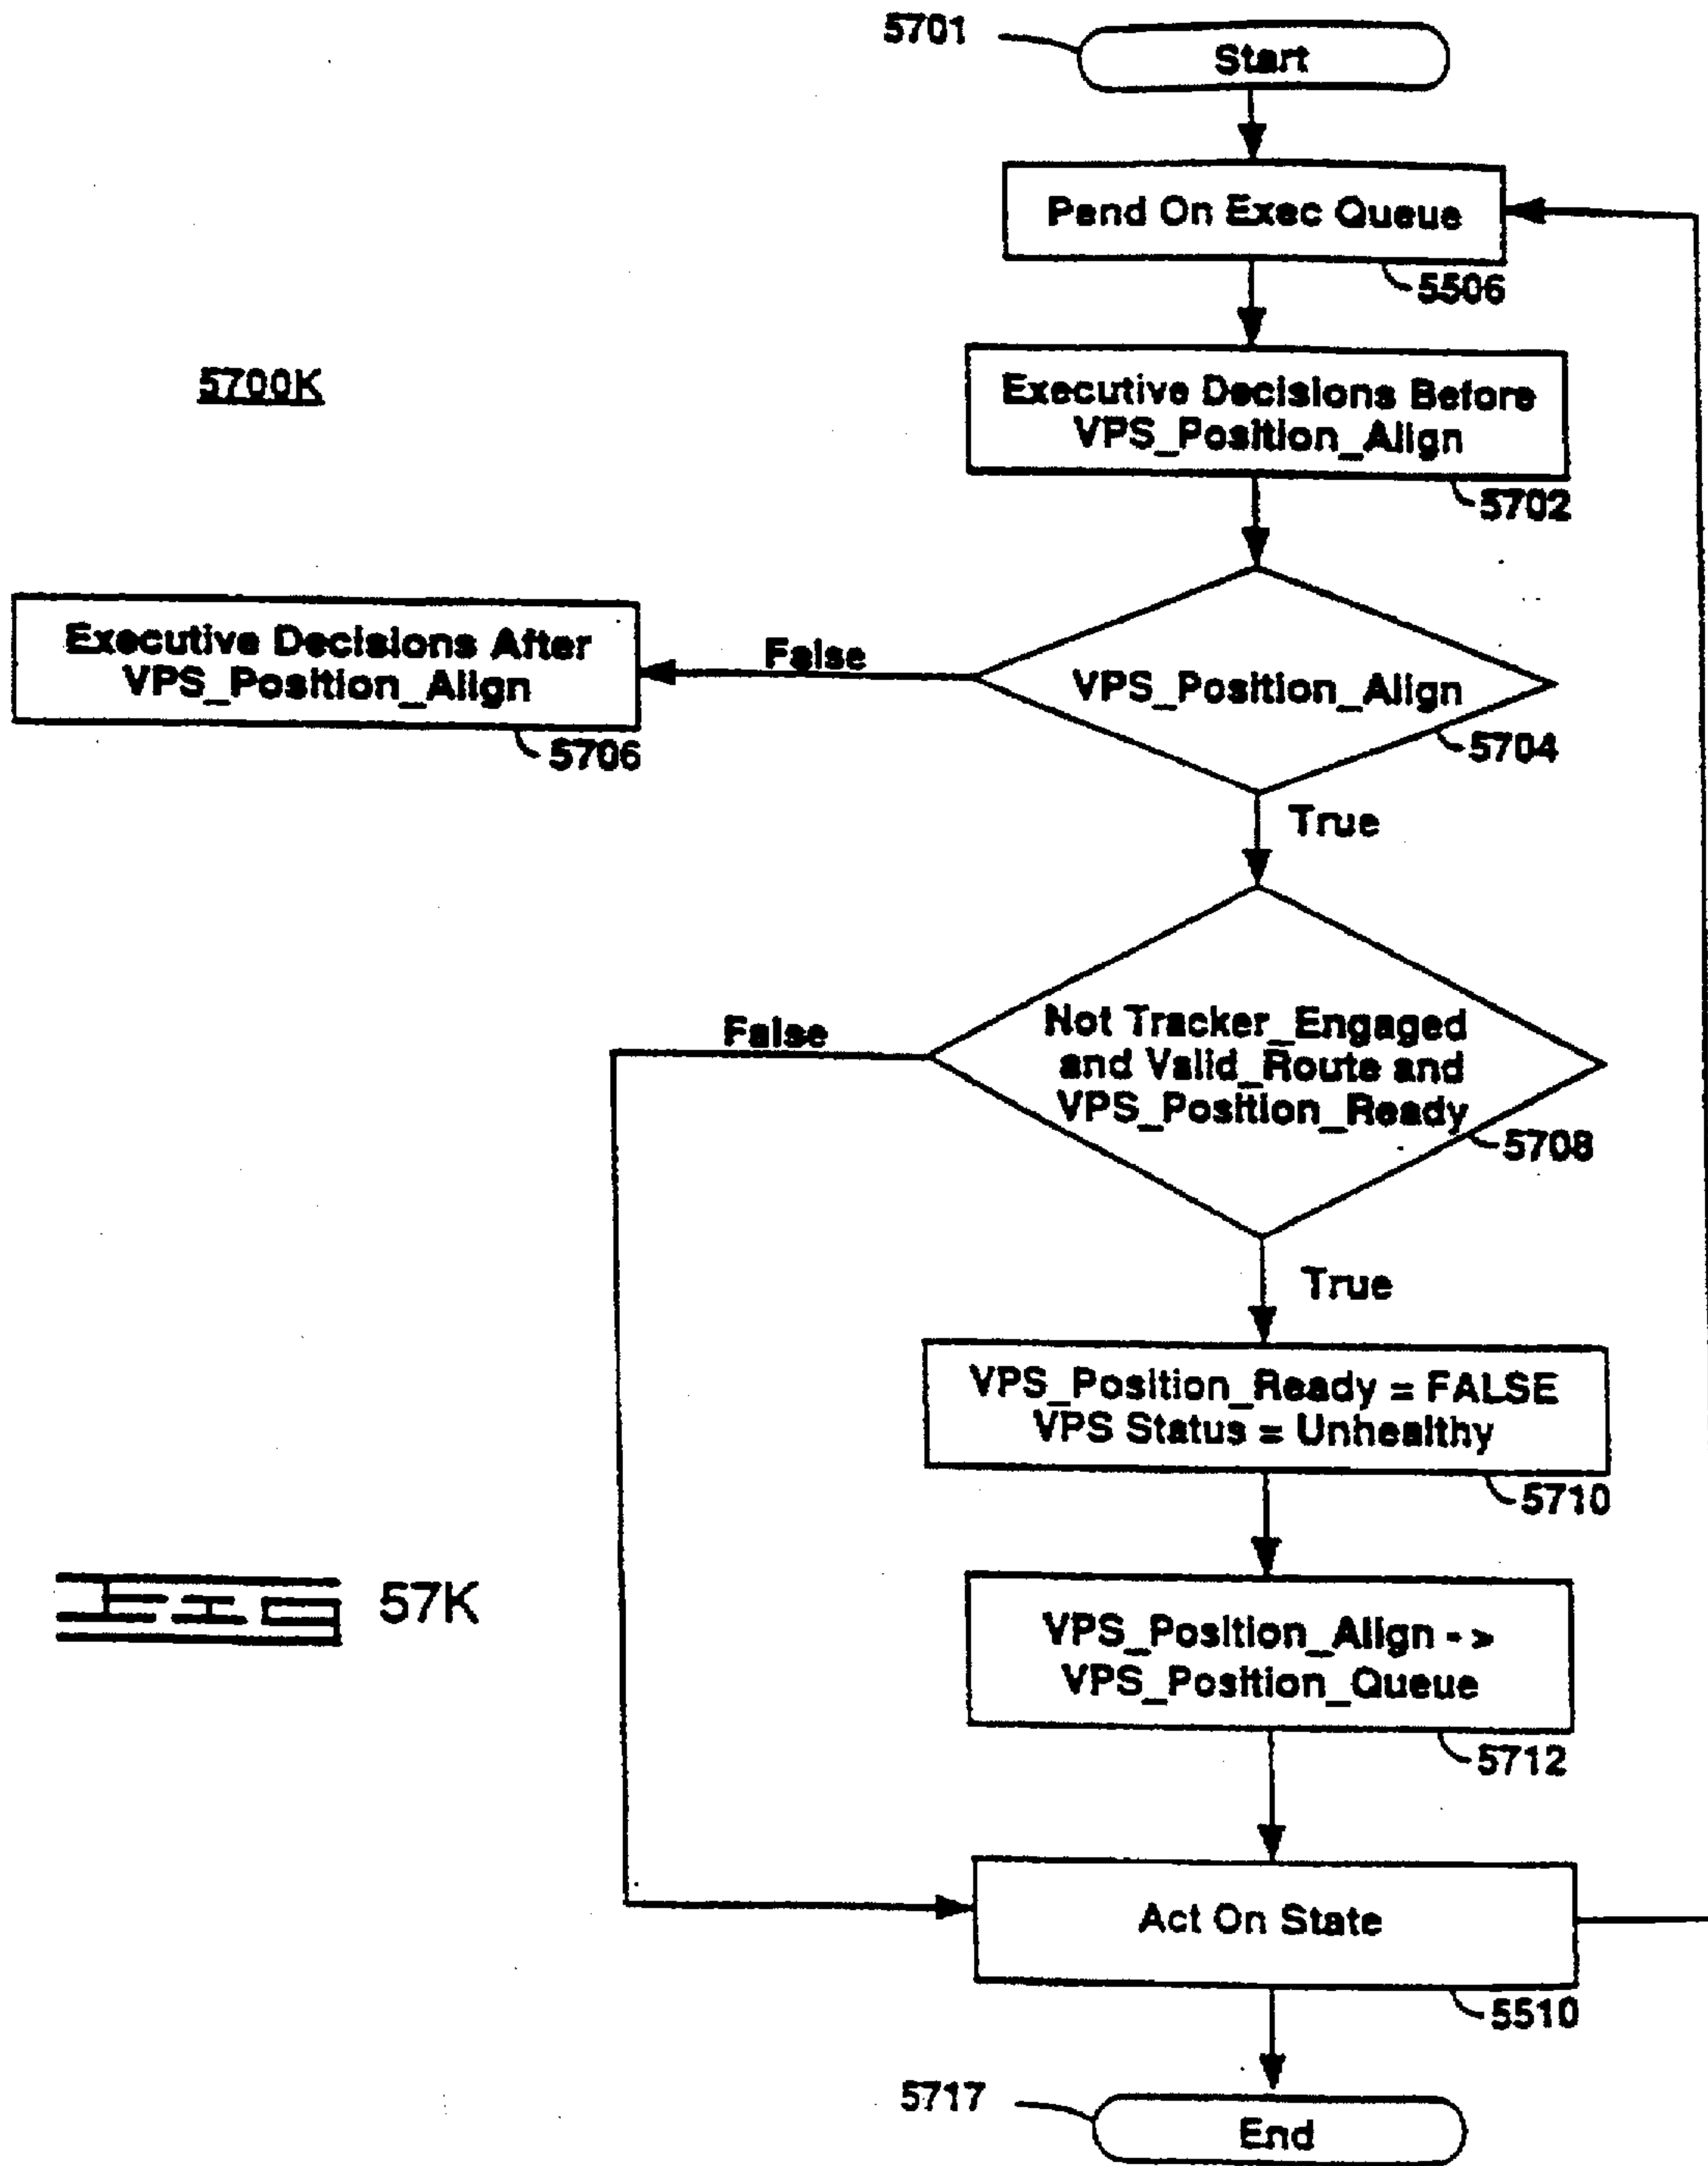 5701
Start
Pend On Exec Queue
5506
5700K
Executive Decisions Before
VPS_Position_Align
5702
Executive Decisions After
VPS_Position_Align
5706
False
VPS_Position_Align
5704
True
False
Not Tracker_Engaged
and Valid_Route and
VPS_Position_Ready
5708
True
VPS_Position_Ready = FALSE
VPS Status = Unhealthy
5710
FIG 57K
VPS_Position_Align - >
VPS_Position_Queue
5712
Act On State
5510
5717
End